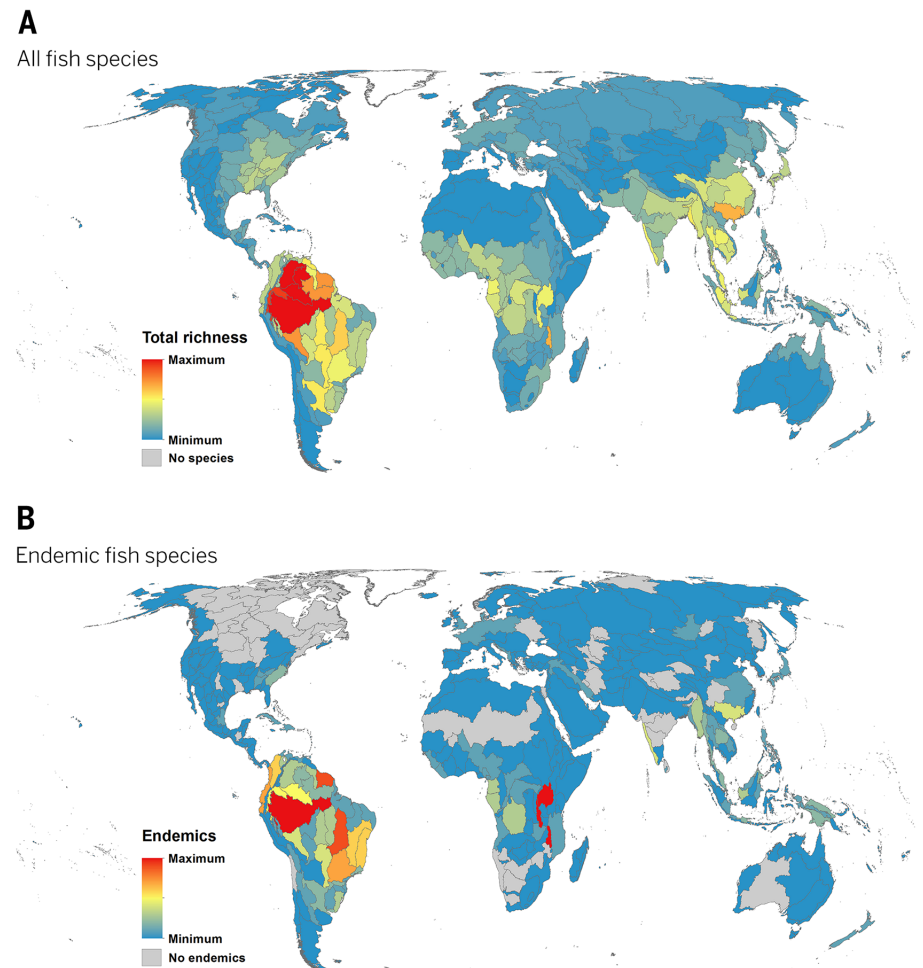 A
All fish species
Total richness
Maximum
Minimum
No species
B
Endemic fish species
Endemics
Maximum
Minimum
No endemics